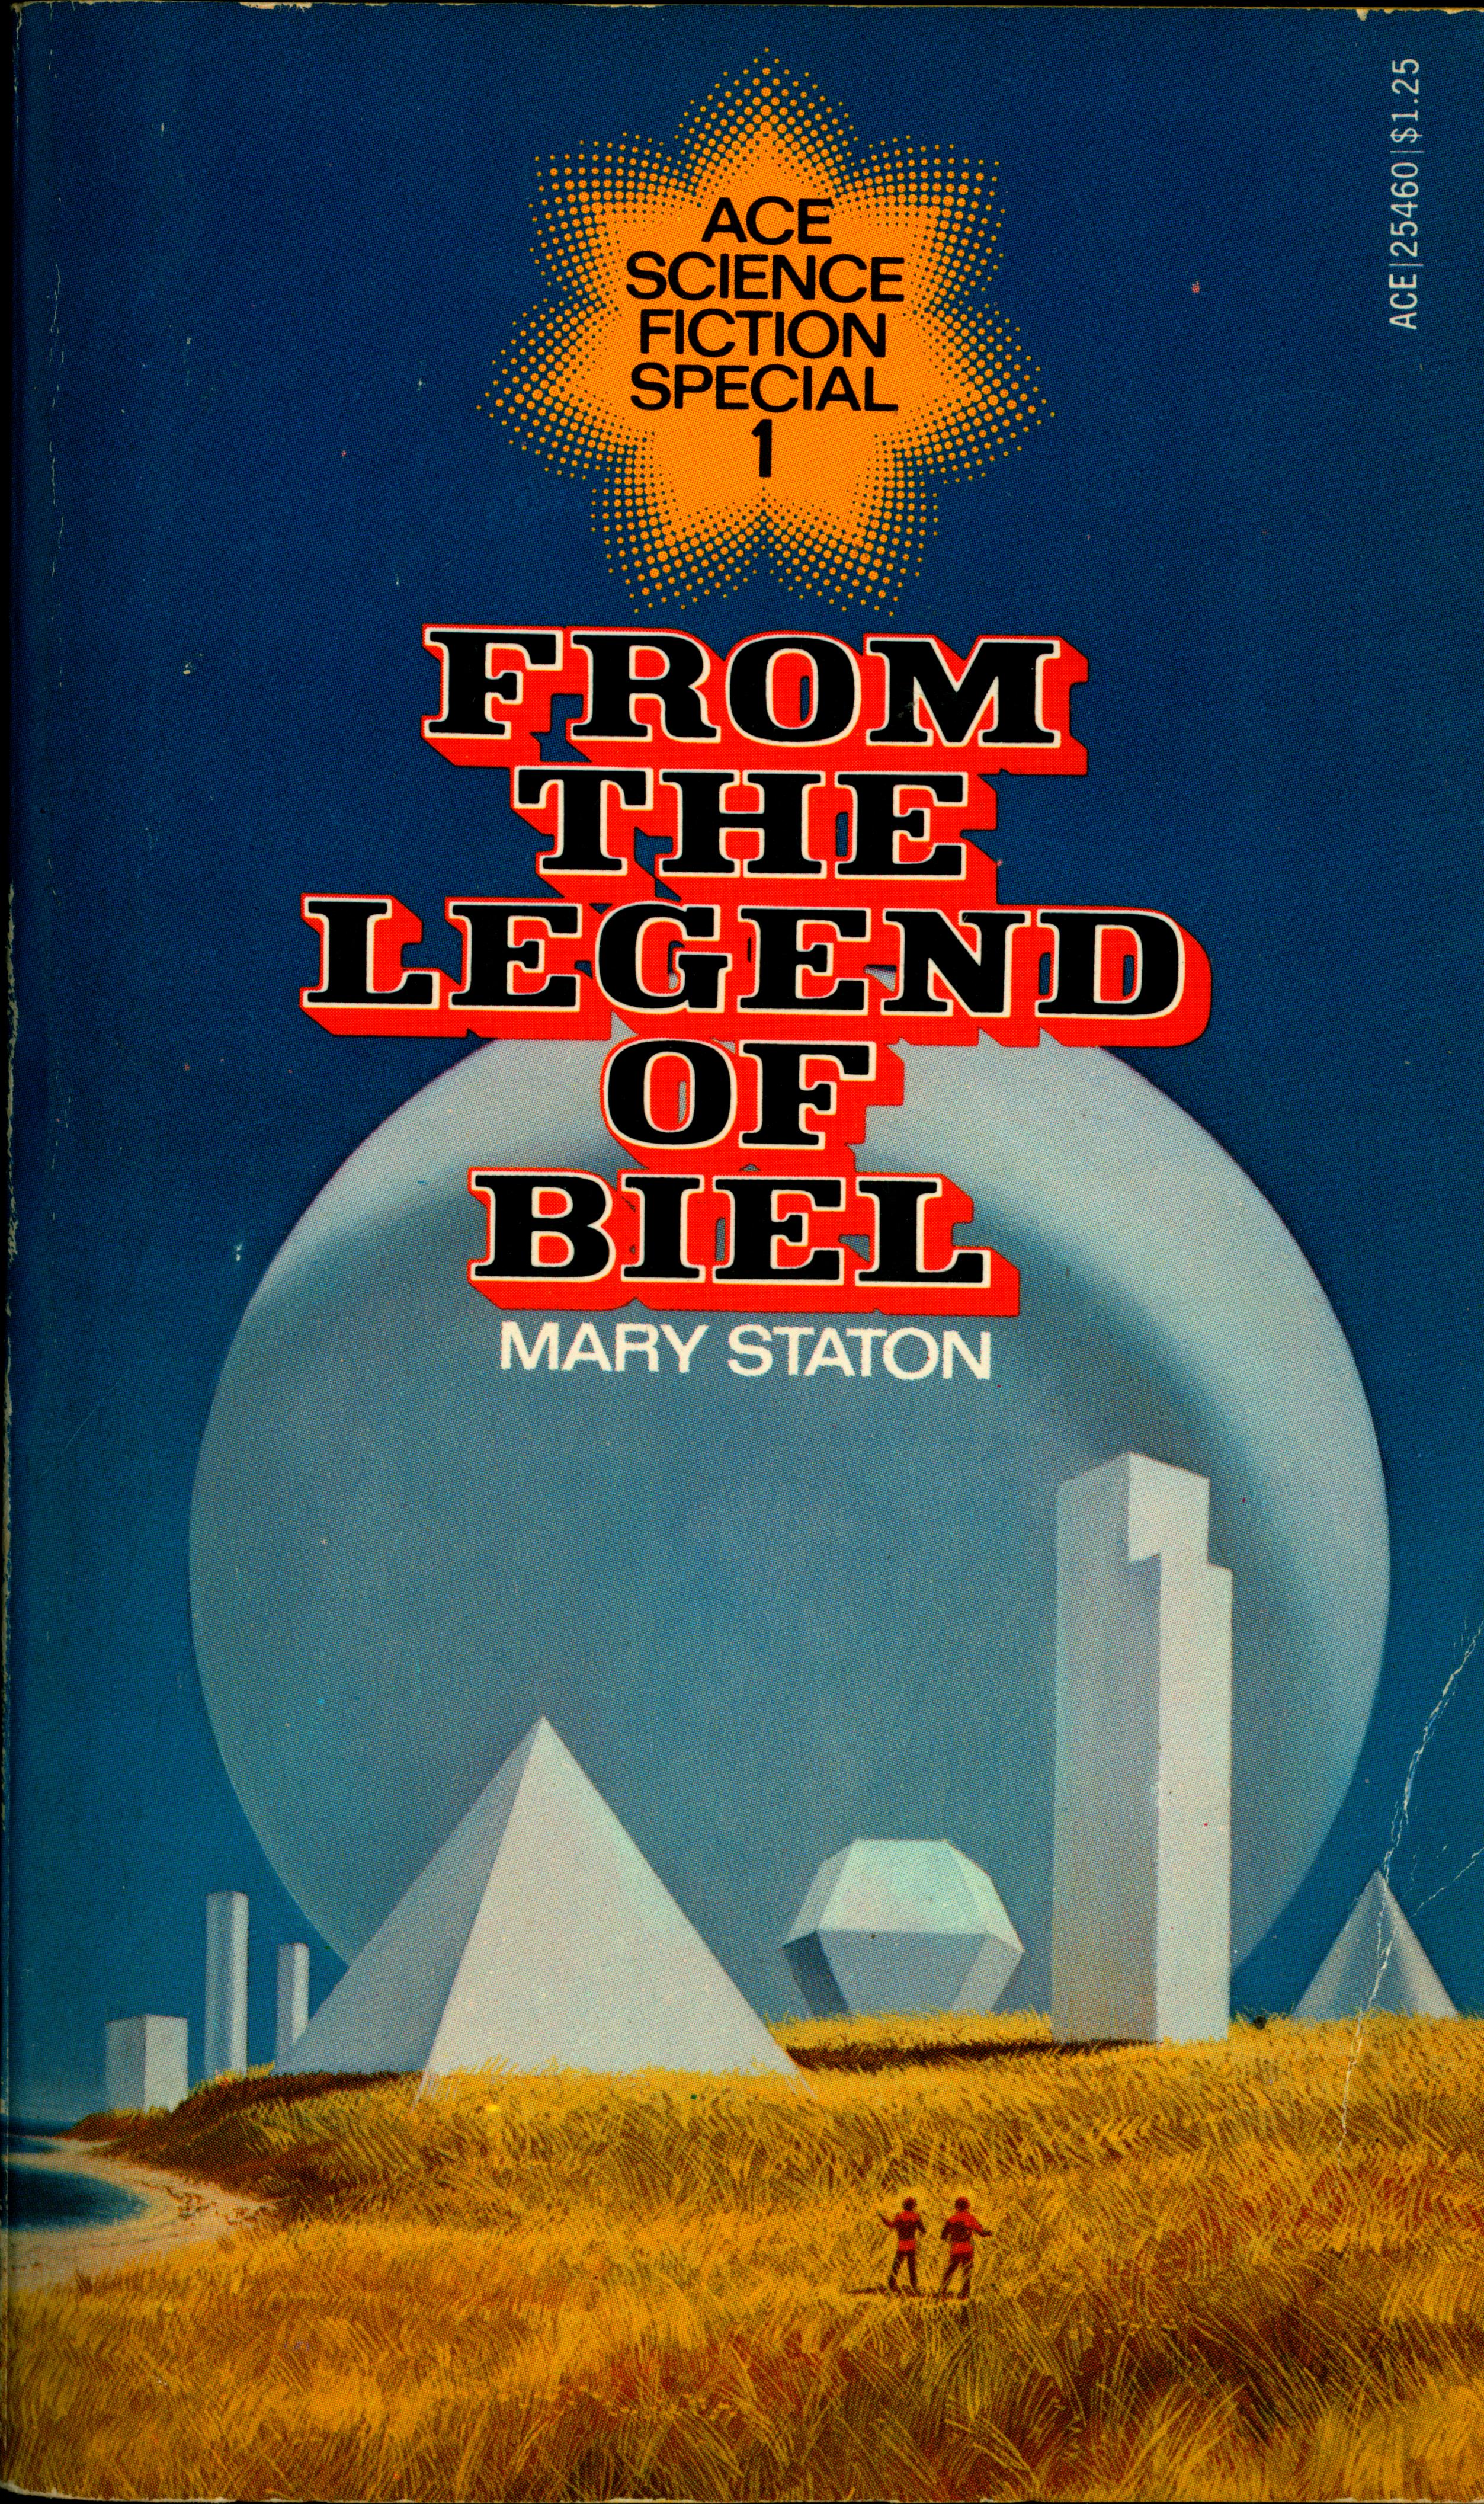 ACE|25460|$1.25
ACE
SCIENCE
FICTION
SPECIAL
1
FROM
THE
LEGEND
OF
BIEL
MARY STATON